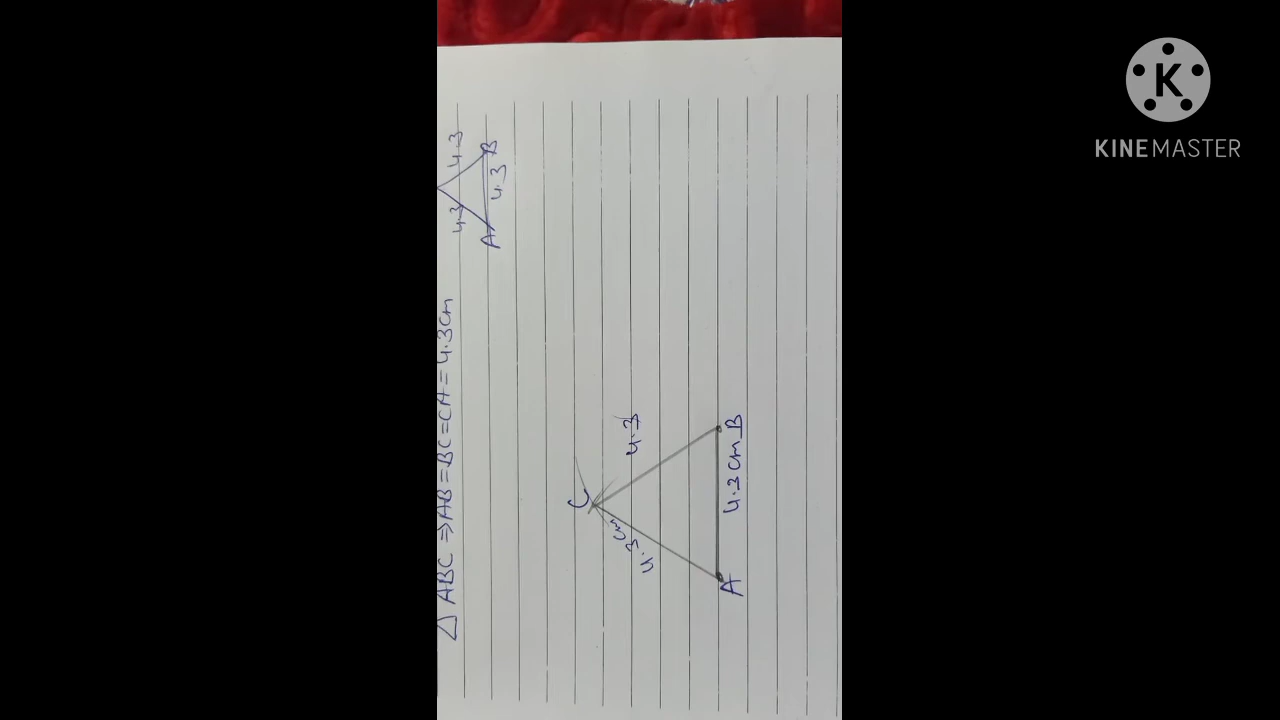 △ ABC ⇒ AB = BC = CA = 4.3cm
4.3
4.3
A
4.3
B
C
4.3 cm
4.3
A
4.3 cm
B
KINEMASTER
K